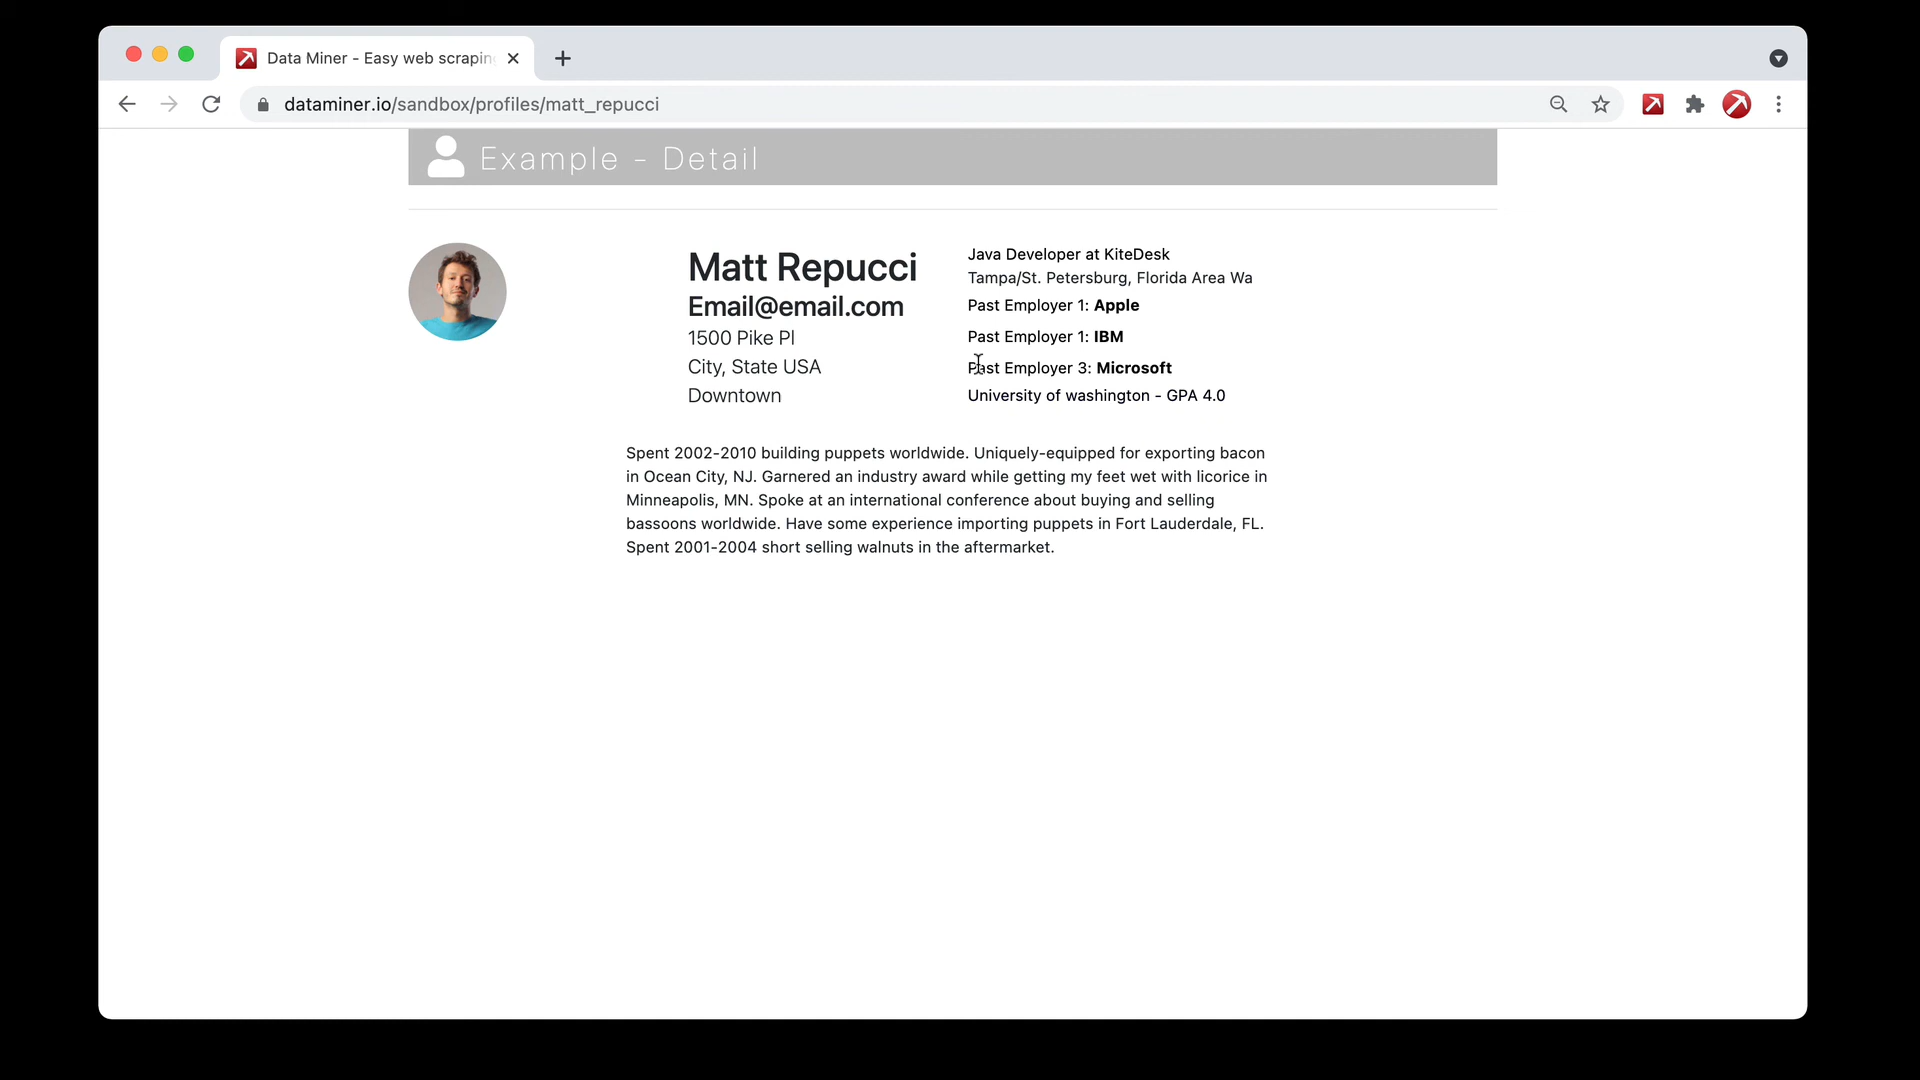 Data Miner - Easy web scraping
dataminer.io/sandbox/profiles/matt_repucci
Example - Detail
Matt Repucci
Email@email.com
1500 Pike Pl
City, State USA
Downtown
Java Developer at KiteDesk
Tampa/St. Petersburg, Florida Area Wa
Past Employer 1: Apple
Past Employer 1: IBM
Past Employer 3: Microsoft
University of washington - GPA 4.0
Spent 2002-2010 building puppets worldwide. Uniquely-equipped for exporting bacon
in Ocean City, NJ. Garnered an industry award while getting my feet wet with licorice in
Minneapolis, MN. Spoke at an international conference about buying and selling
bassoons worldwide. Have some experience importing puppets in Fort Lauderdale, FL.
Spent 2001-2004 short selling walnuts in the aftermarket.